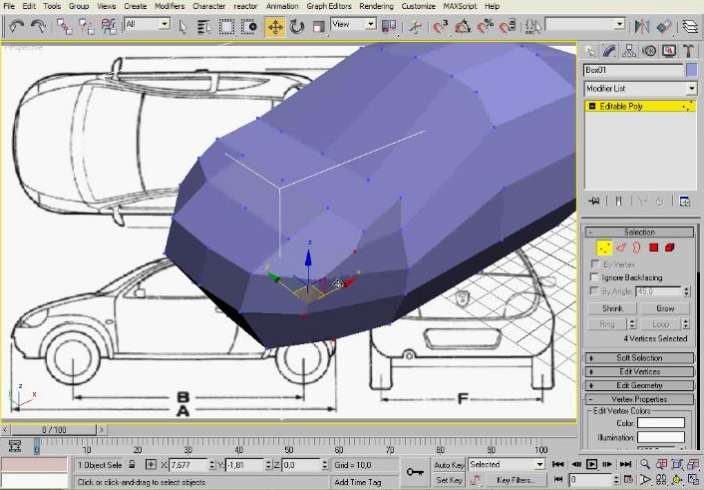 File Edit Tools Group Views Create Modifiers Character reactor Animation Graph Editors Rendering Customize MAXScript Help
All
View
Perspective
Box01
Modifier List
Editable Poly
Selection
By Vertex
Ignore Backfacing
By Angle 45,0
Shrink Grow
Ring Loop
4 Vertices Selected
Soft Selection
Edit Vertices
Edit Geometry
Vertex Properties
Edit Vertex Colors
Color:
Illumination:
z
x
z
x
B
A
F
0 / 100
0 10 20 30 40 50 60 70 80 90 100
1 Object Sele X: 7,577 Y: -1,81 Z: 0,0 Grid = 10,0
Auto Key Selected
Click or click-and-drag to select objects Add Time Tag
Set Key Key Filters... 0